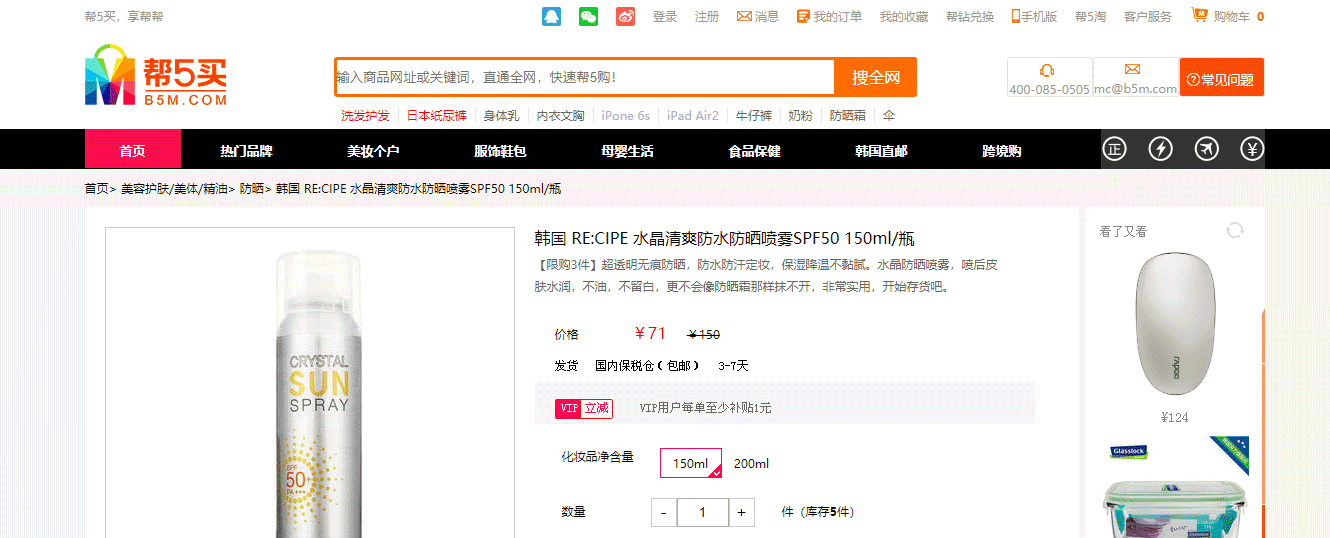 帮5买，享帮帮 登录 注册 消息 我的订单 我的收藏 帮钻兑换 手机版 帮5淘 客户服务 购物车 0
帮5买
B5M.COM
输入商品网址或关键词，直通全网，快速帮5购！ 搜全网
400-085-0505 mc@b5m.com 常见问题
洗发护发 日本纸尿裤 身体乳 内衣文胸 iPone 6s iPad Air2 牛仔裤 奶粉 防晒霜 伞
首页 热门品牌 美妆个户 服饰鞋包 母婴生活 食品保健 韩国直邮 跨境购 正 ¥
首页> 美容护肤/美体/精油> 防晒> 韩国 RE:CIPE 水晶清爽防水防晒喷雾SPF50 150ml/瓶
韩国 RE:CIPE 水晶清爽防水防晒喷雾SPF50 150ml/瓶
【限购3件】超透明无痕防晒，防水防汗定妆，保湿降温不黏腻。水晶防晒喷雾，喷后皮
肤水润，不油，不留白，更不会像防晒霜那样抹不开，非常实用，开始存货吧。
价格 ¥71 ¥150
发货 国内保税仓（包邮） 3-7天
VIP 立减 VIP用户每单至少补贴1元
化妆品净含量 150ml 200ml
数量 - 1 + 件（库存5件）
CRYSTAL
SUN
SPRAY
SPF
50+
PA+++
看了又看
rapoo
¥124
Glasslock